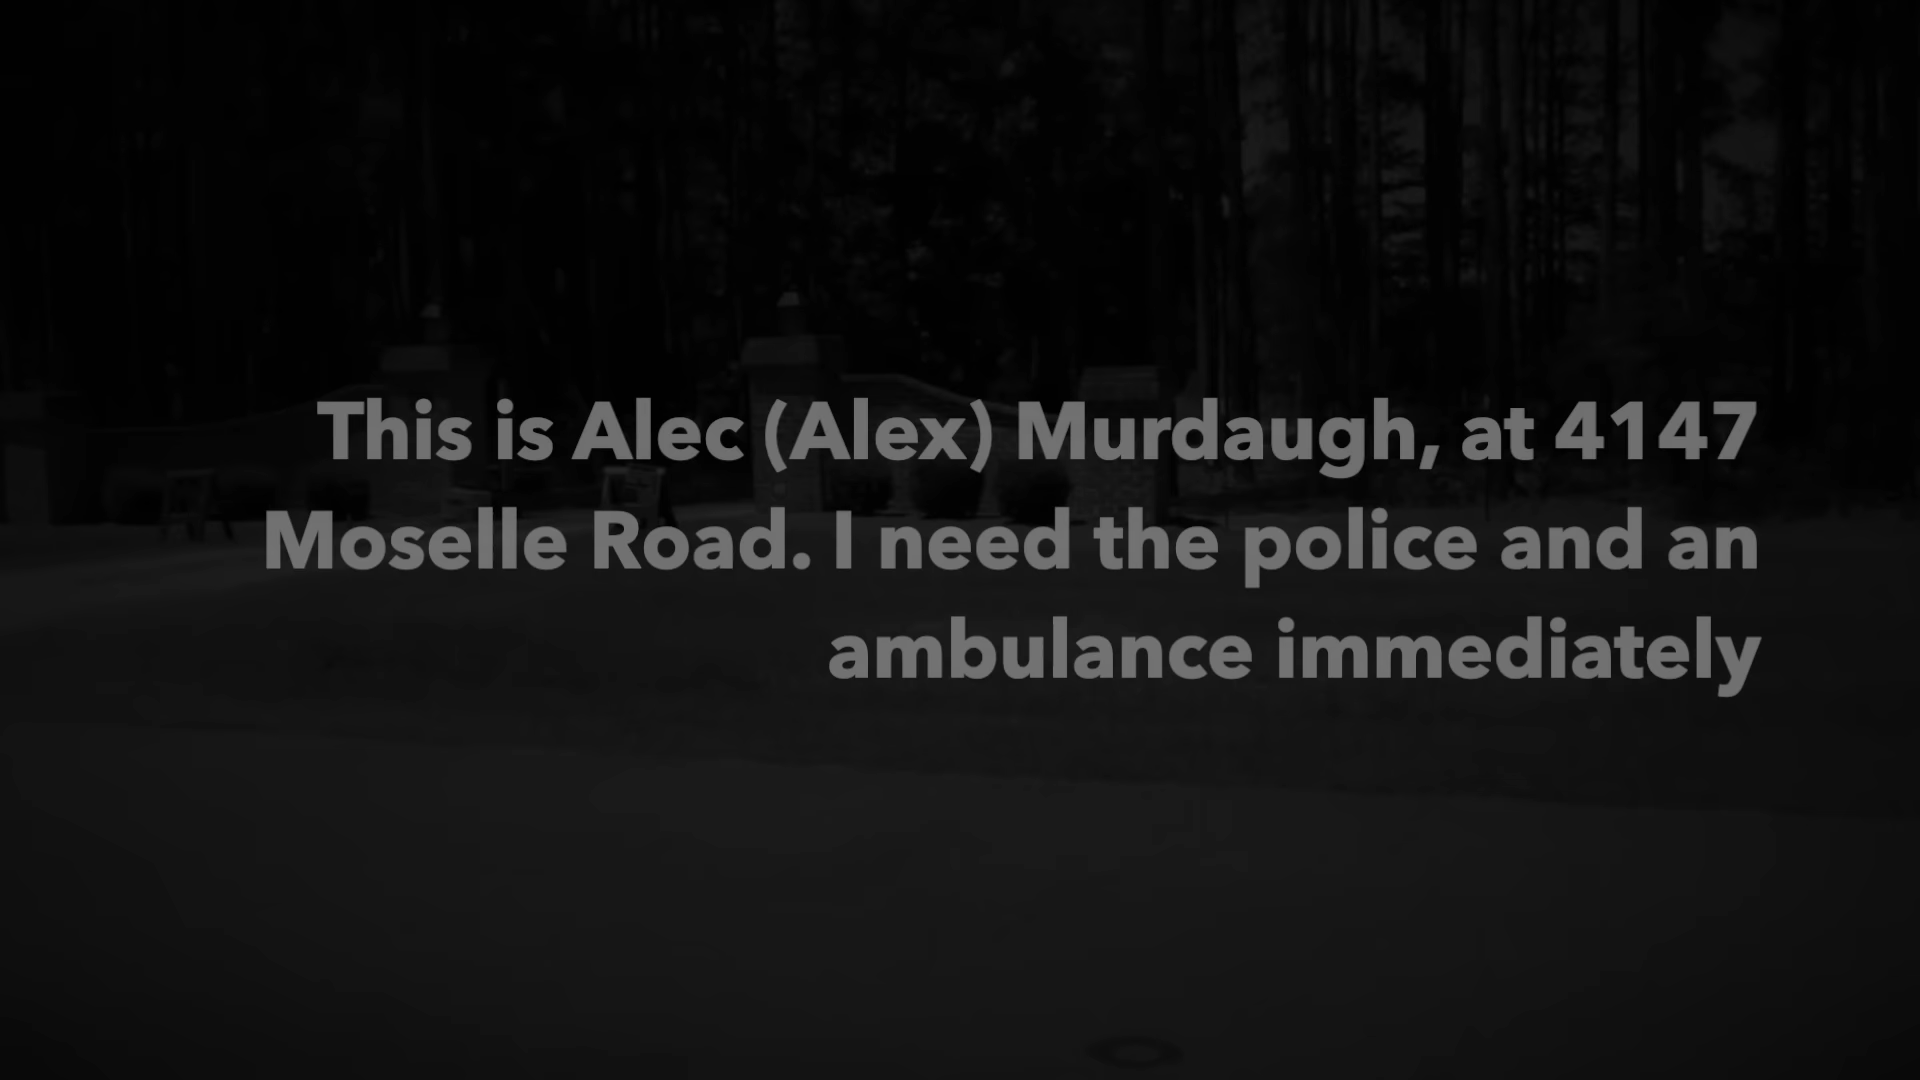 This is Alec (Alex) Murdaugh, at 4147
Moselle Road. I need the police and an
ambulance immediately